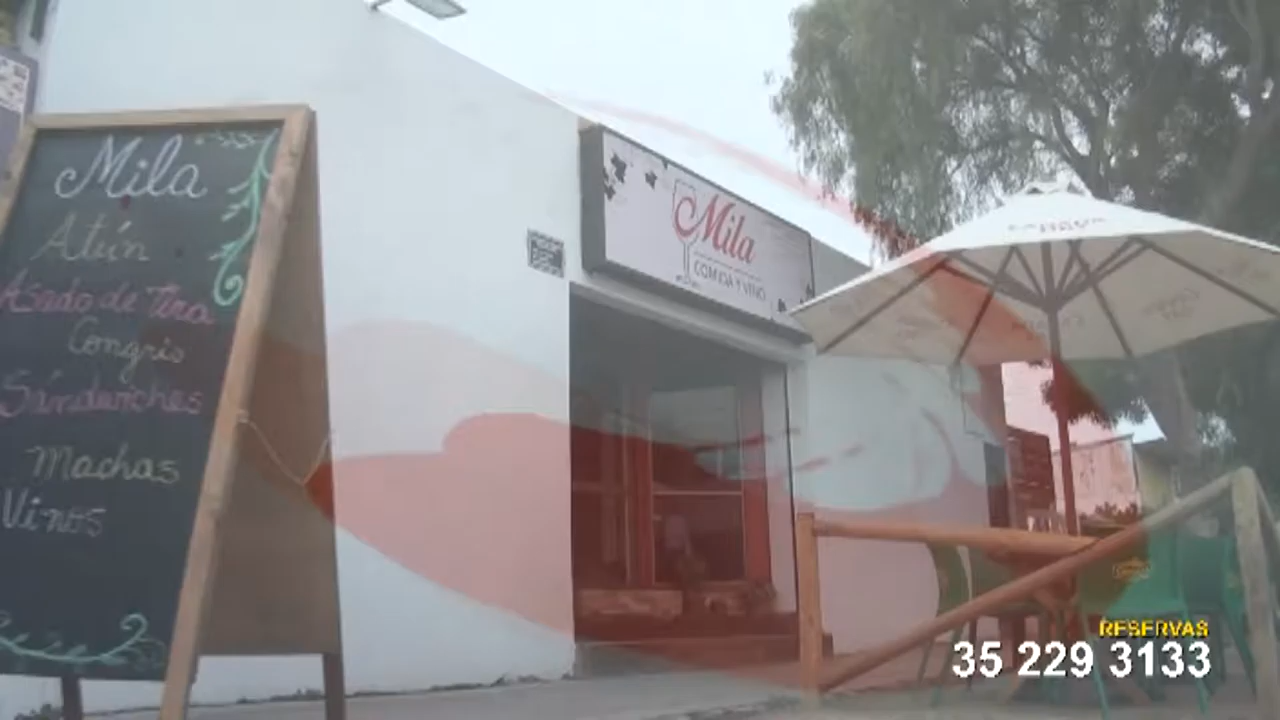 Mila
Atún
Asado de Tira
Congrio
Sándwiches
Machas
Vinos
Mila
COMIDA Y VINO
RESERVAS
35 229 3133